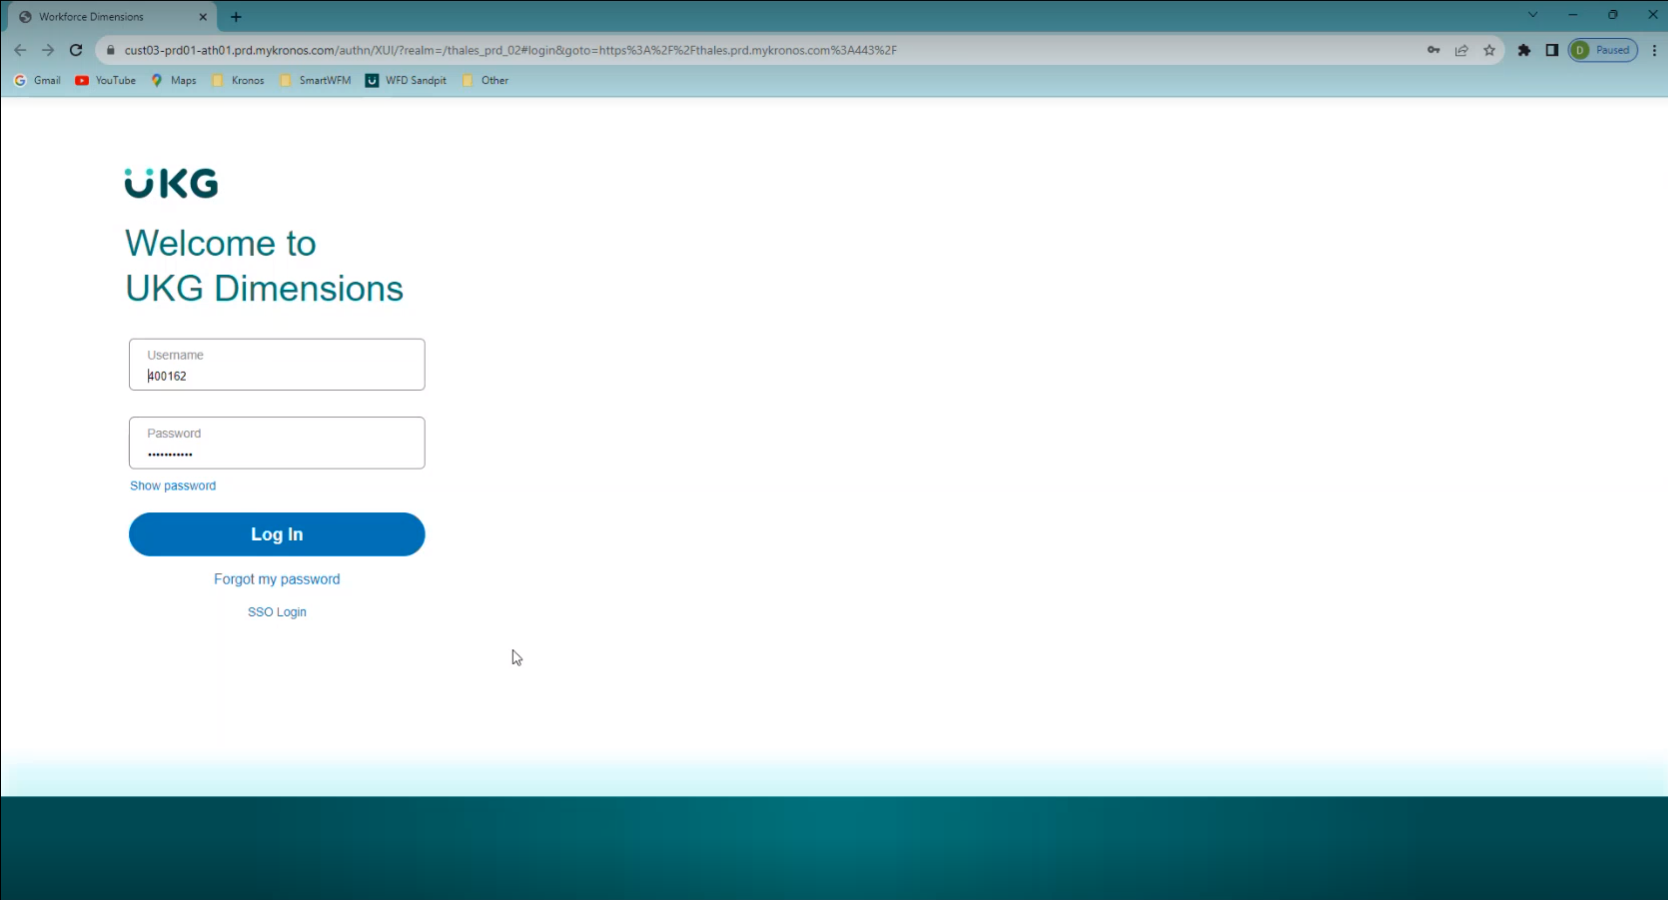 Workforce Dimensions
cust03-prd01-ath01.prd.mykronos.com/authn/XUI/?realm=/thales_prd_02#login&goto=https%3A%2F%2Fthales.prd.mykronos.com%3A443%2F
D Paused
Gmail YouTube Maps Kronos SmartWFM WFD Sandpit Other
UKG
Welcome to
UKG Dimensions
Username
400162
Password
•••••••••••
Show password
Log In
Forgot my password
SSO Login